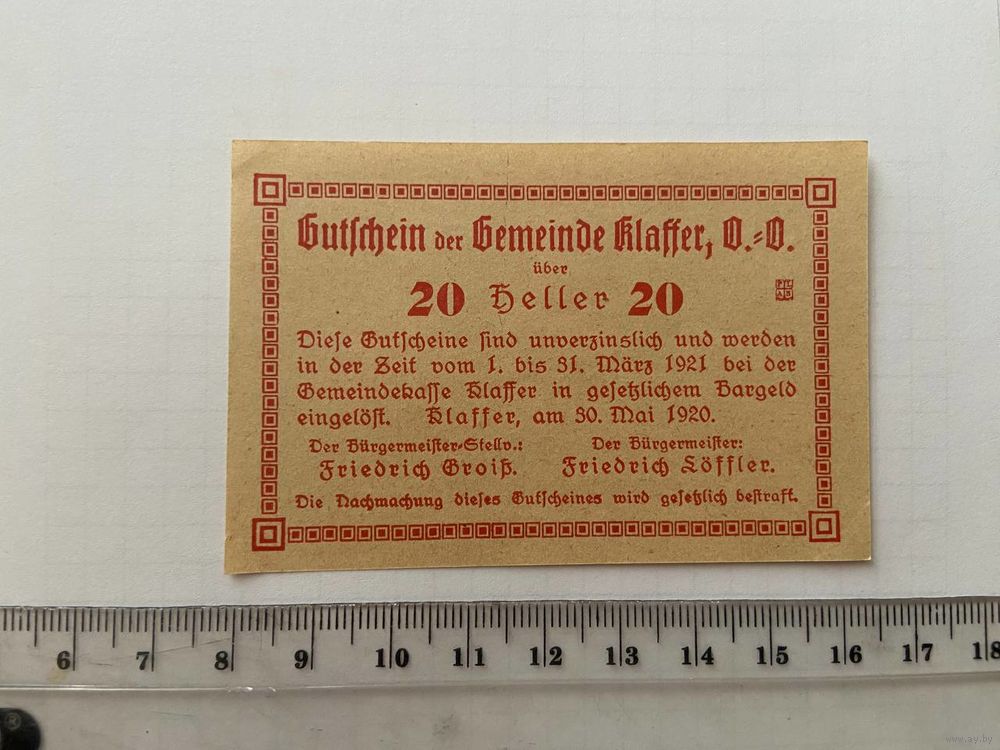 Gutschein der Gemeinde Klaffer, O.=O.
über
20 Heller 20
Diese Gutscheine sind unverzinslich und werden
in der Zeit vom 1. bis 31. März 1921 bei der
Gemeindekasse Klaffer in gesetzlichem Bargeld
eingelöst. Klaffer, am 30. Mai 1920.
Der Bürgermeister-Stellv.: Der Bürgermeister:
Friedrich Groiß. Friedrich Löffler.
Die Nachmachung dieses Gutscheines wird gesetzlich bestraft.
6 7 8 9 10 11 12 13 14 15 16 17 18
®
www.ay.by